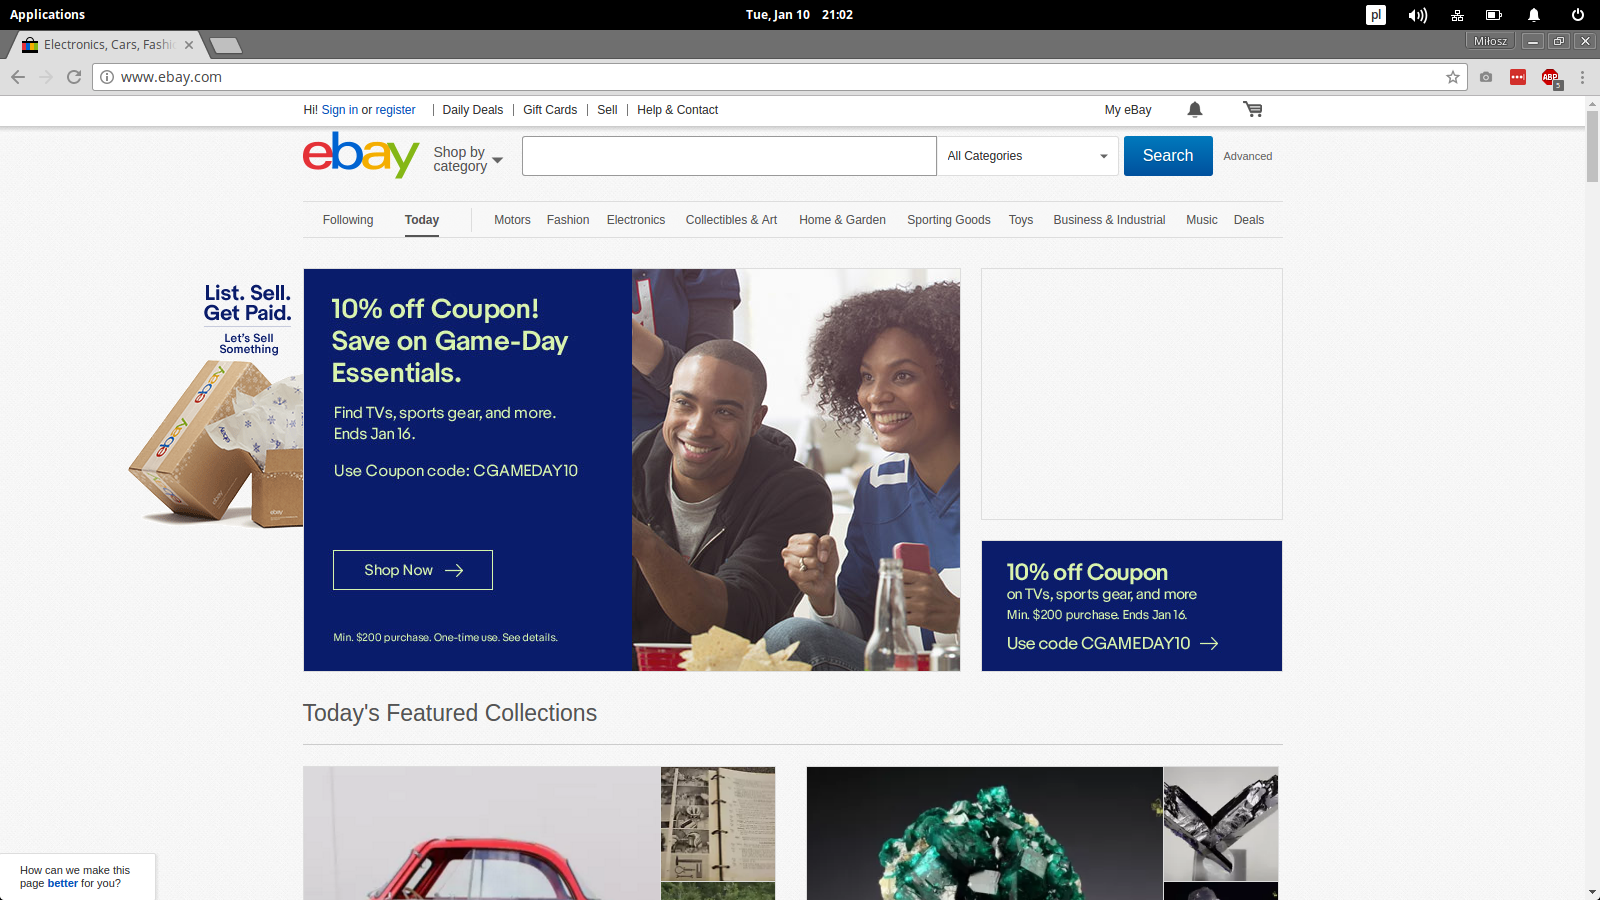 Applications
Tue, Jan 10 21:02
pl
Electronics, Cars, Fashi
Miłosz
www.ebay.com
ABP
5
Hi! Sign in or register
Daily Deals
Gift Cards
Sell
Help & Contact
My eBay
ebay
Shop by
category
All Categories
Search
Advanced
Following
Today
Motors
Fashion
Electronics
Collectibles & Art
Home & Garden
Sporting Goods
Toys
Business & Industrial
Music
Deals
List. Sell.
Get Paid.
Let's Sell
Something
ebay
ebay
ebay
10% off Coupon!
Save on Game-Day
Essentials.
Find TVs, sports gear, and more.
Ends Jan 16.
Use Coupon code: CGAMEDAY10
Shop Now
Min. $200 purchase. One-time use. See details.
10% off Coupon
on TVs, sports gear, and more
Min. $200 purchase. Ends Jan 16.
Use code CGAMEDAY10
Today's Featured Collections
How can we make this
page better for you?